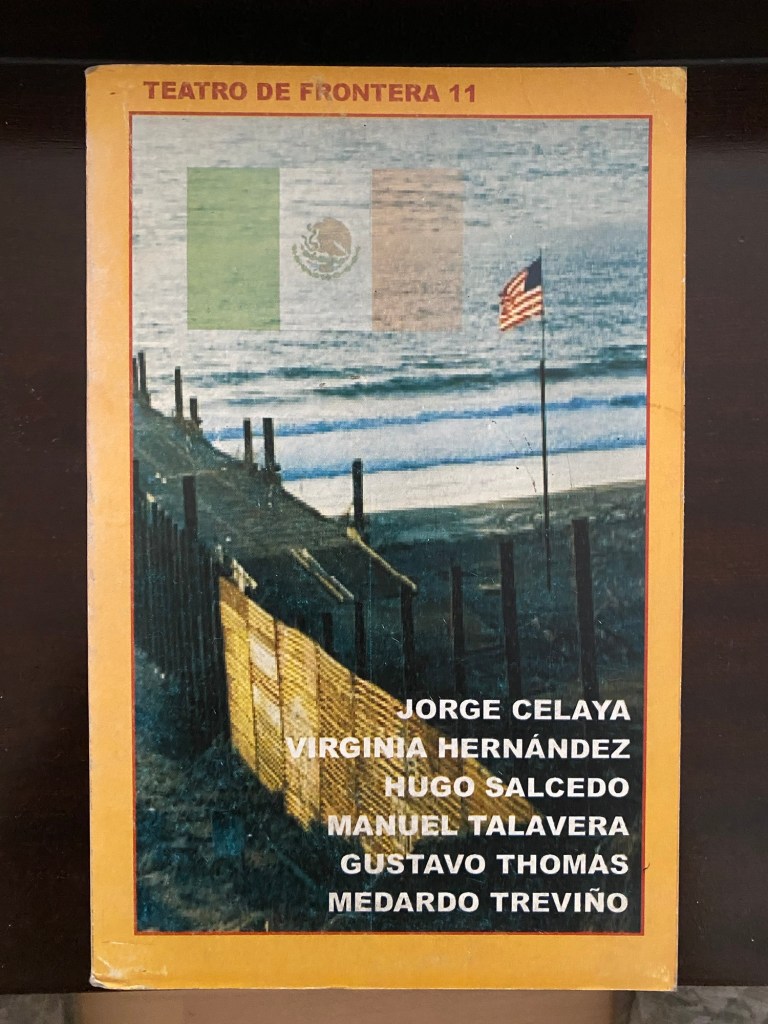 TEATRO DE FRONTERA 11
JORGE CELAYA
VIRGINIA HERNÁNDEZ
HUGO SALCEDO
MANUEL TALAVERA
GUSTAVO THOMAS
MEDARDO TREVIÑO